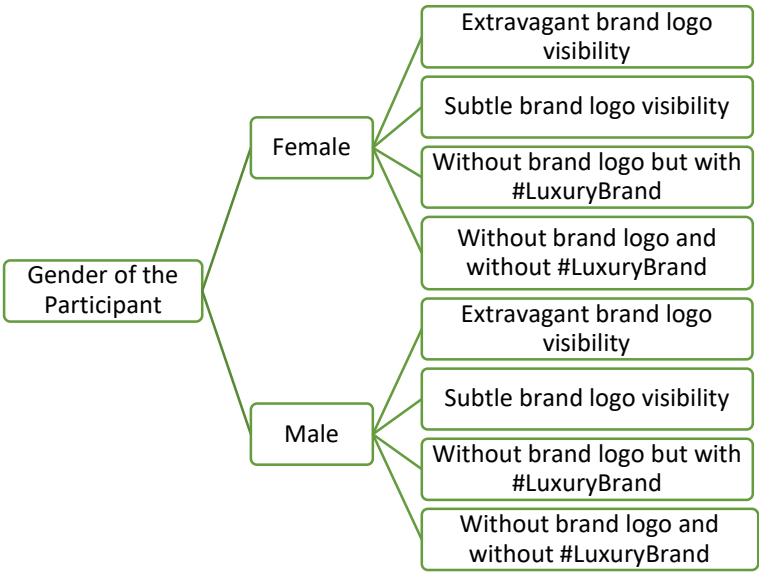 Gender of the
Participant
Female
Extravagant brand logo
visibility
Subtle brand logo visibility
Without brand logo but with
#LuxuryBrand
Without brand logo and
without #LuxuryBrand
Male
Extravagant brand logo
visibility
Subtle brand logo visibility
Without brand logo but with
#LuxuryBrand
Without brand logo and
without #LuxuryBrand